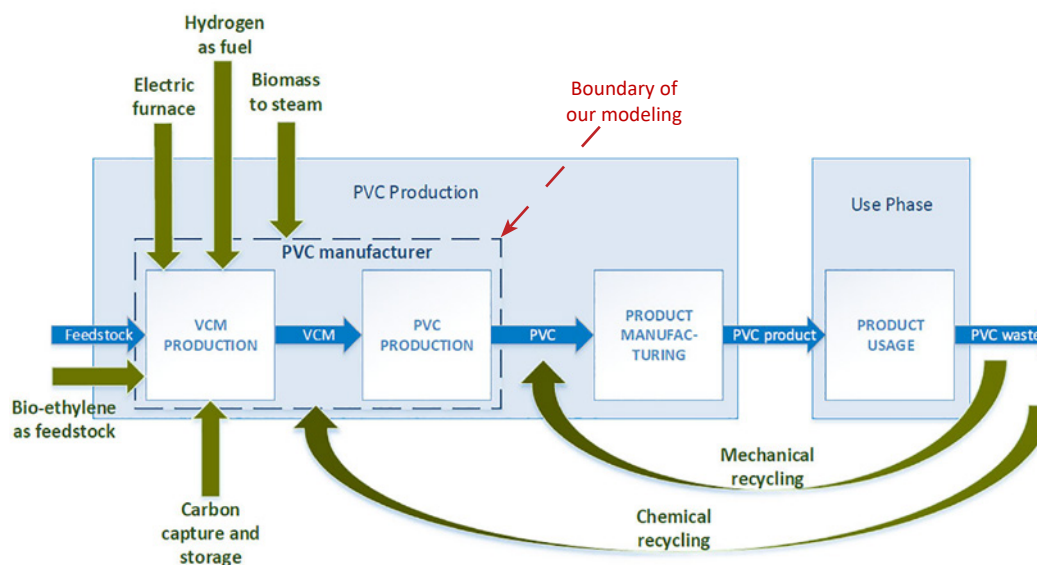 Hydrogen
as fuel
Electric
furnace
Biomass
to steam
Boundary of
our modeling
PVC Production
Use Phase
PVC manufacturer
Feedstock
VCM
PRODUCTION
VCM
PVC
PRODUCTION
PVC
PRODUCT
MANUFAC-
TURING
PVC product
PRODUCT
USAGE
PVC waste
Bio-ethylene
as feedstock
Carbon
capture and
storage
Mechanical
recycling
Chemical
recycling